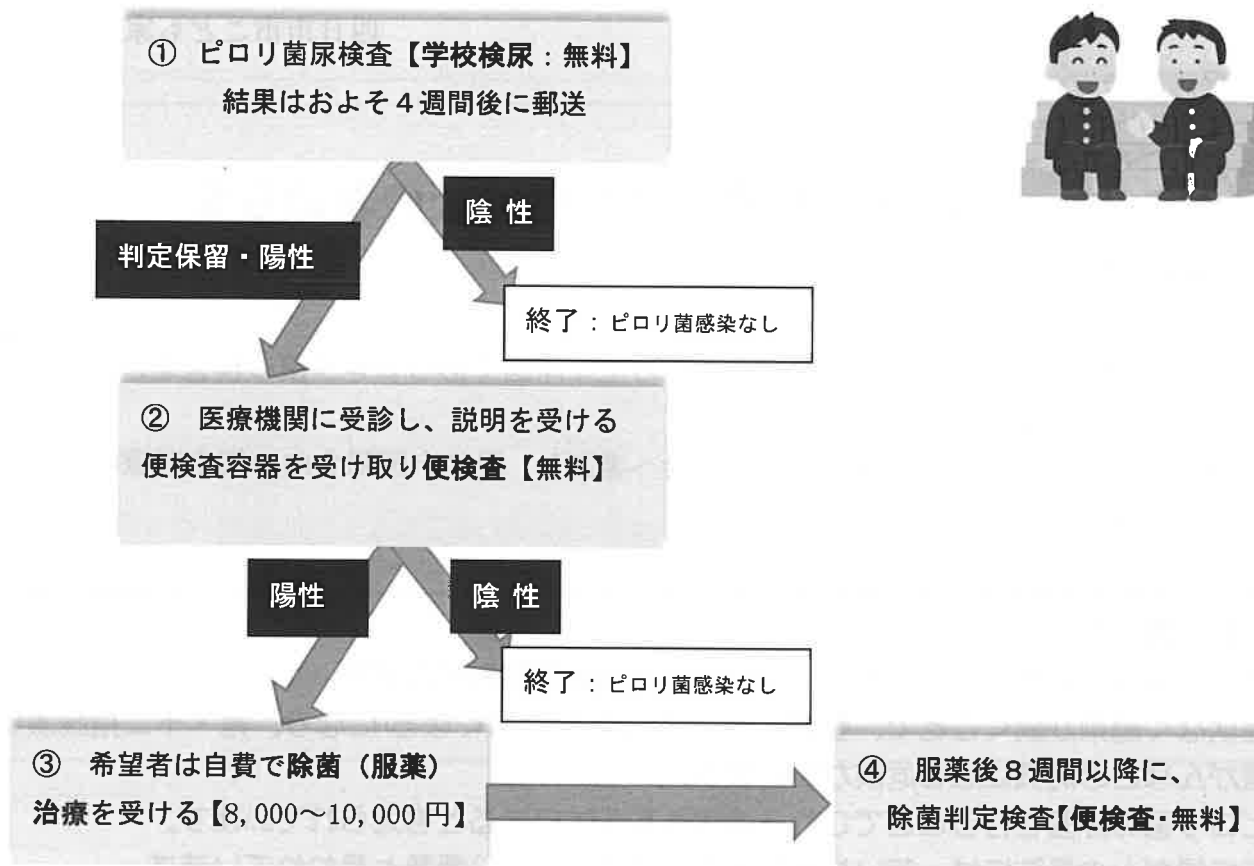 ① ピロリ菌尿検査【学校検尿：無料】
結果はおよそ４週間後に郵送
陰 性
判定保留・陽性
終了：ピロリ菌感染なし
② 医療機関に受診し、説明を受ける
便検査容器を受け取り便検査【無料】
陽性
陰 性
終了：ピロリ菌感染なし
③ 希望者は自費で除菌（服薬）
治療を受ける【8,000～10,000 円】
④ 服薬後８週間以降に、
除菌判定検査【便検査・無料】